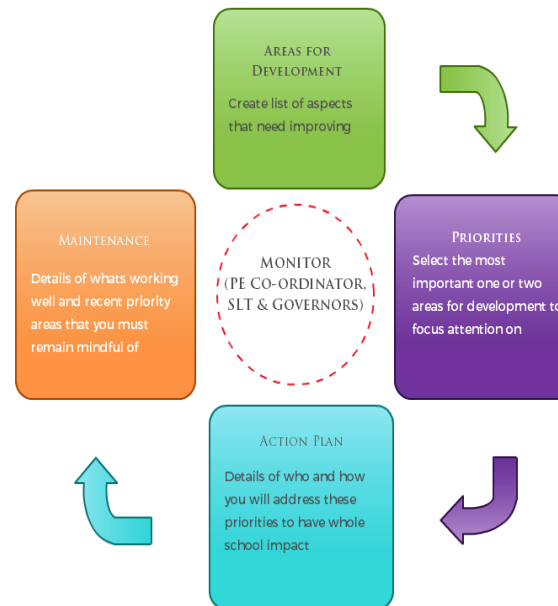 Areas for
Development
Create list of aspects
that need improving
Priorities
Select the most
important one or two
areas for development to
focus attention on
Action Plan
Details of who and how
you will address these
priorities to have whole
school impact
Maintenance
Details of whats working
well and recent priority
areas that you must
remain mindful of
Monitor
(PE Co-ordinator,
SLT & Governors)